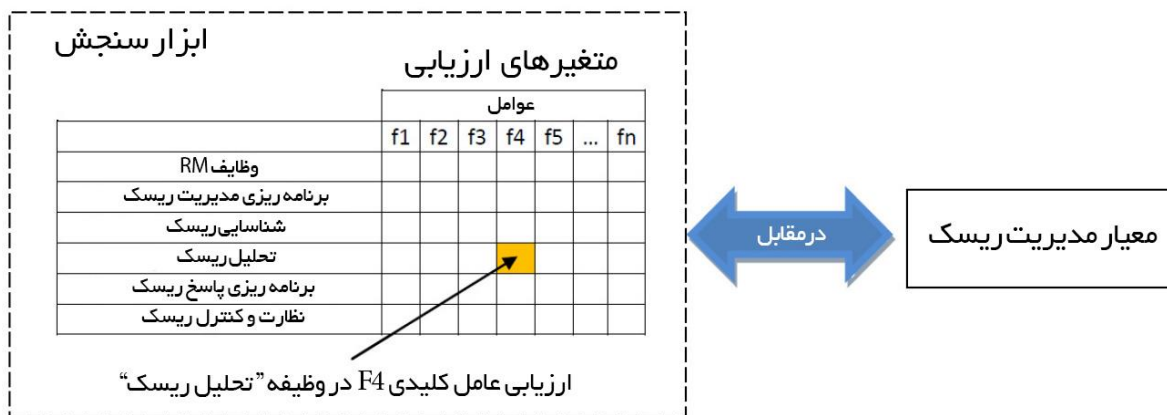 ابزار سنجش
متغیرهای ارزیابی
عوامل
f1 f2 f3 f4 f5 ... fn
وظایف RM
برنامه ریزی مدیریت ریسک
شناسایی ریسک
تحلیل ریسک
برنامه ریزی پاسخ ریسک
نظارت و کنترل ریسک
ارزیابی عامل کلیدی F4 در وظیفه "تحلیل ریسک"
درمقابل
معیار مدیریت ریسک